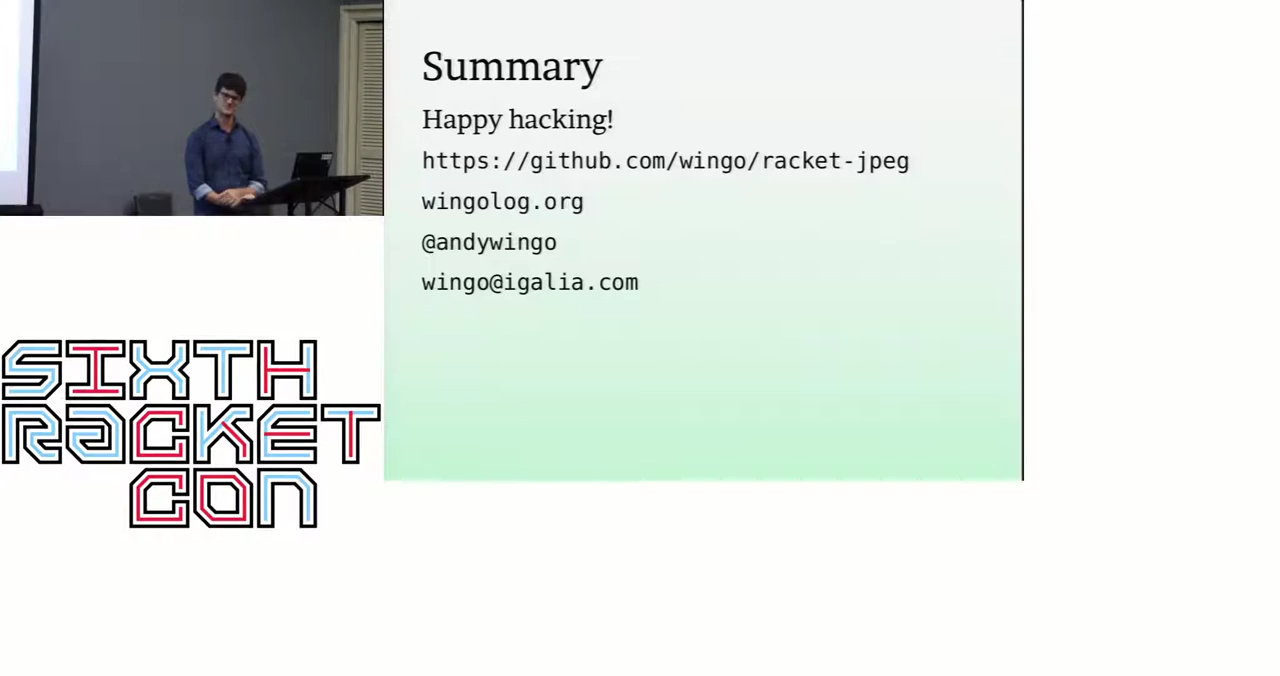 Summary
Happy hacking!
https://github.com/wingo/racket-jpeg
wingolog.org
@andywingo
wingo@igalia.com
SIXTH
RaCKET
CON